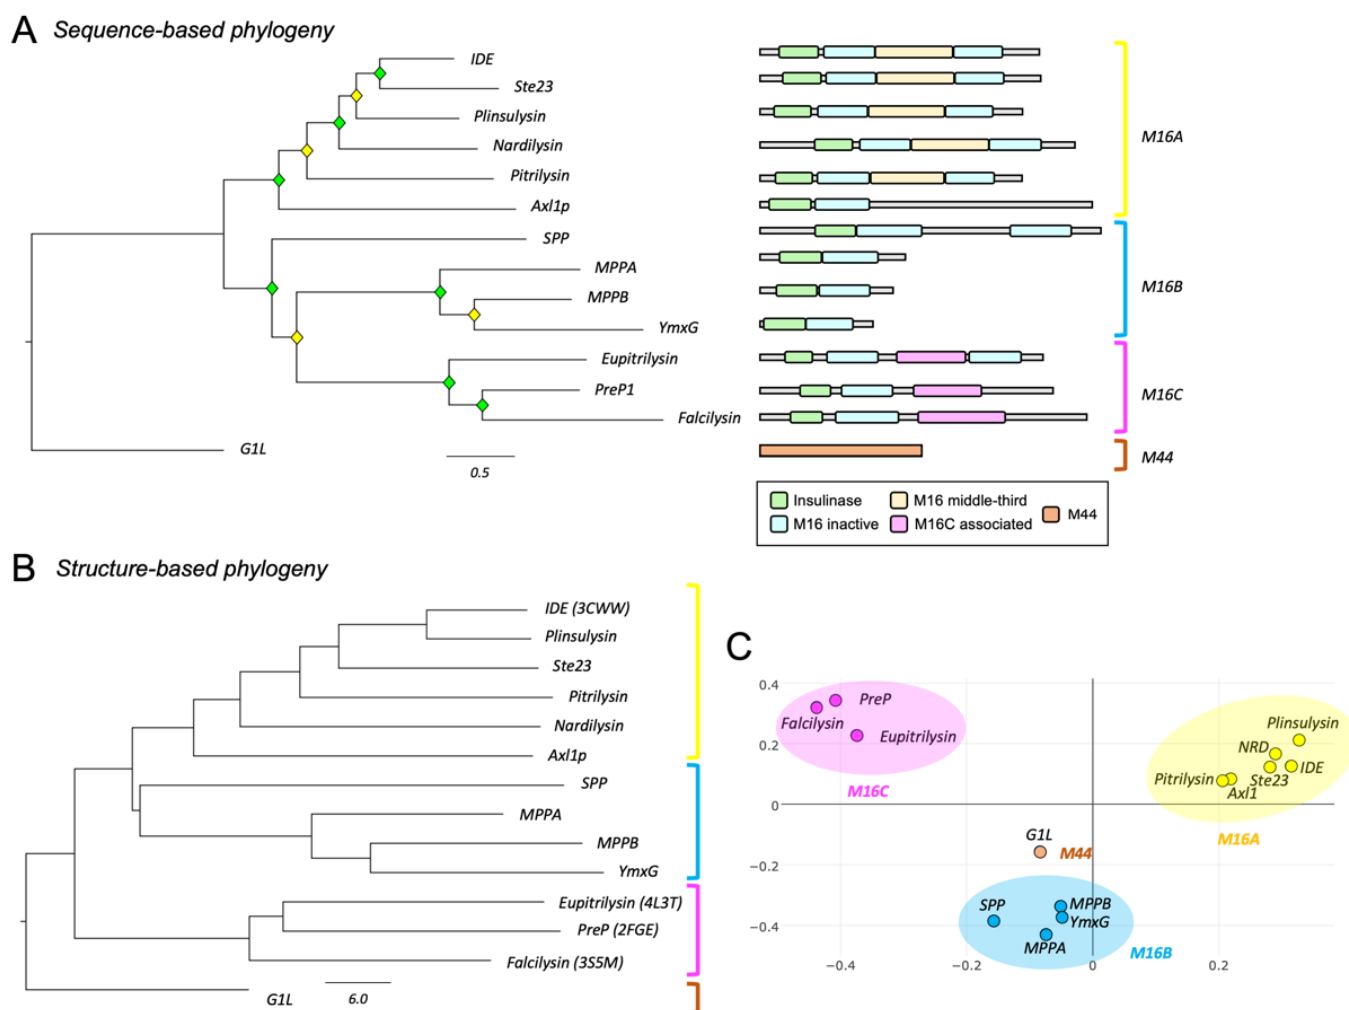 A Sequence-based phylogeny
IDE
Ste23
Plinsulysin
Nardilysin
Pitrilysin
Axl1p
SPP
MPPA
MPPB
YmxG
Eupitrilysin
PreP1
Falcilysin
G1L
0.5
M16A
M16B
M16C
M44
Insulinase
M16 middle-third
M44
M16 inactive
M16C associated
B Structure-based phylogeny
IDE (3CWW)
Plinsulysin
Ste23
Pitrilysin
Nardilysin
Axl1p
SPP
MPPA
MPPB
YmxG
Eupitrilysin (4L3T)
PreP (2FGE)
Falcilysin (3S5M)
G1L
6.0
C
0.4
0.2
0
−0.2
−0.4
−0.4
−0.2
0
0.2
PreP
Falcilysin
Eupitrilysin
M16C
Plinsulysin
NRD
IDE
Pitrilysin
Ste23
Axl1
M16A
G1L
M44
SPP
MPPB
YmxG
MPPA
M16B